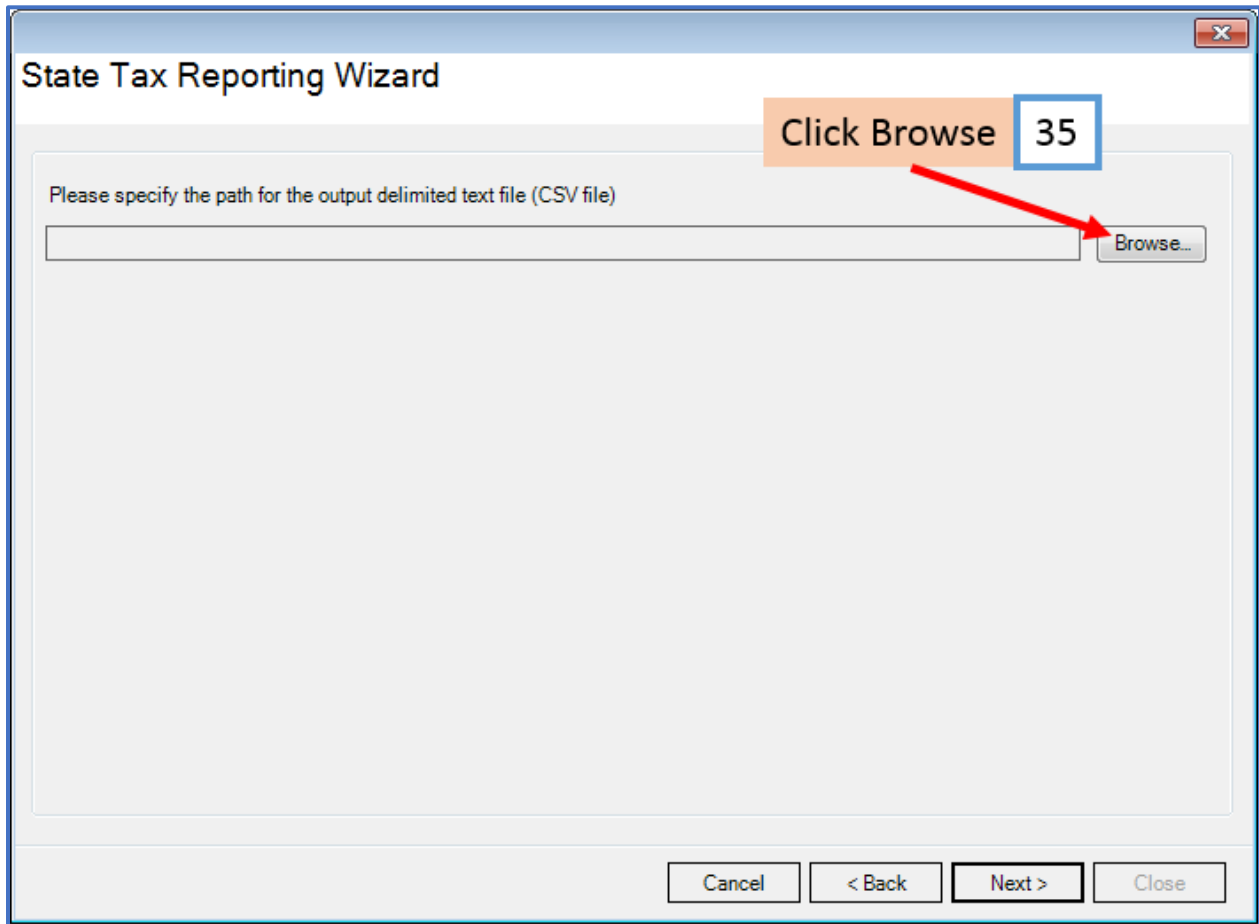 State Tax Reporting Wizard
Click Browse 35
Please specify the path for the output delimited text file (CSV file)
Browse...
Cancel < Back Next > Close